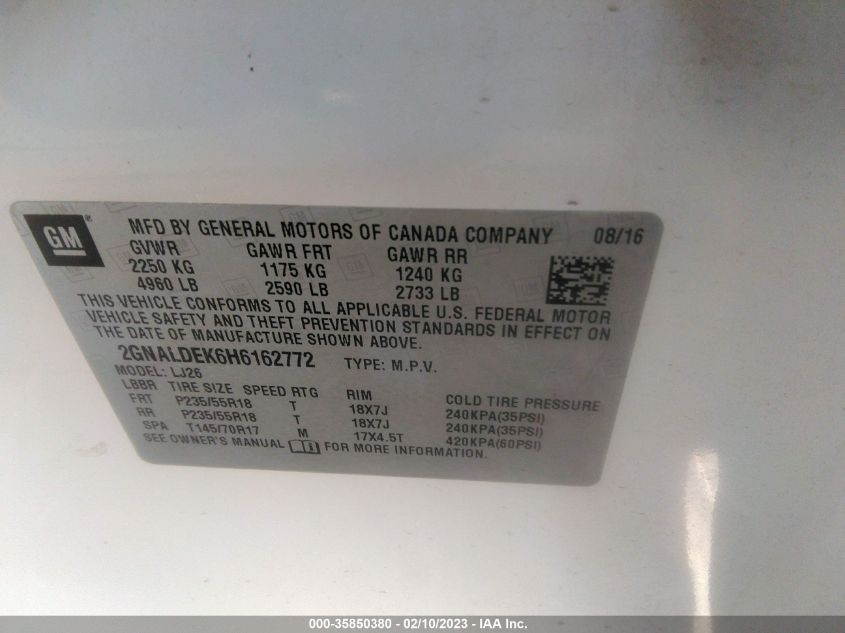 GM
MFD BY GENERAL MOTORS OF CANADA COMPANY 08/16
GVWR GAWR FRT GAWR RR
2250 KG 1175 KG 1240 KG
4960 LB 2590 LB 2733 LB
THIS VEHICLE CONFORMS TO ALL APPLICABLE U.S. FEDERAL MOTOR
VEHICLE SAFETY AND THEFT PREVENTION STANDARDS IN EFFECT ON
THE DATE OF MANUFACTURE SHOWN ABOVE.
2GNALDEK6H6162772 TYPE: M.P.V.
MODEL: LJ26
LBBR TIRE SIZE SPEED RTG RIM COLD TIRE PRESSURE
FRT P235/55R18 T 18X7J 240KPA(35PSI)
RR P235/55R18 T 18X7J 240KPA(35PSI)
SPA T145/70R17 M 17X4.5T 420KPA(60PSI)
SEE OWNER'S MANUAL FOR MORE INFORMATION.
000-35850380 - 02/10/2023 - IAA Inc.